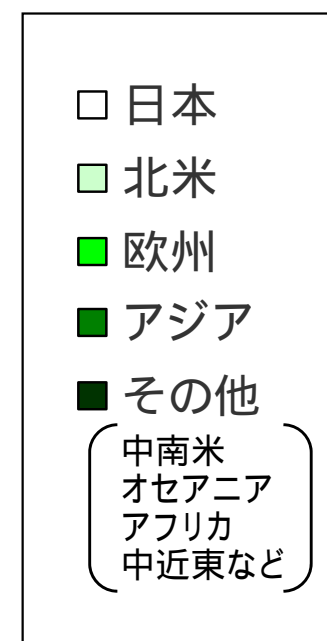 日本
北米
欧州
アジア
その他
中南米
オセアニア
アフリカ
中近東など